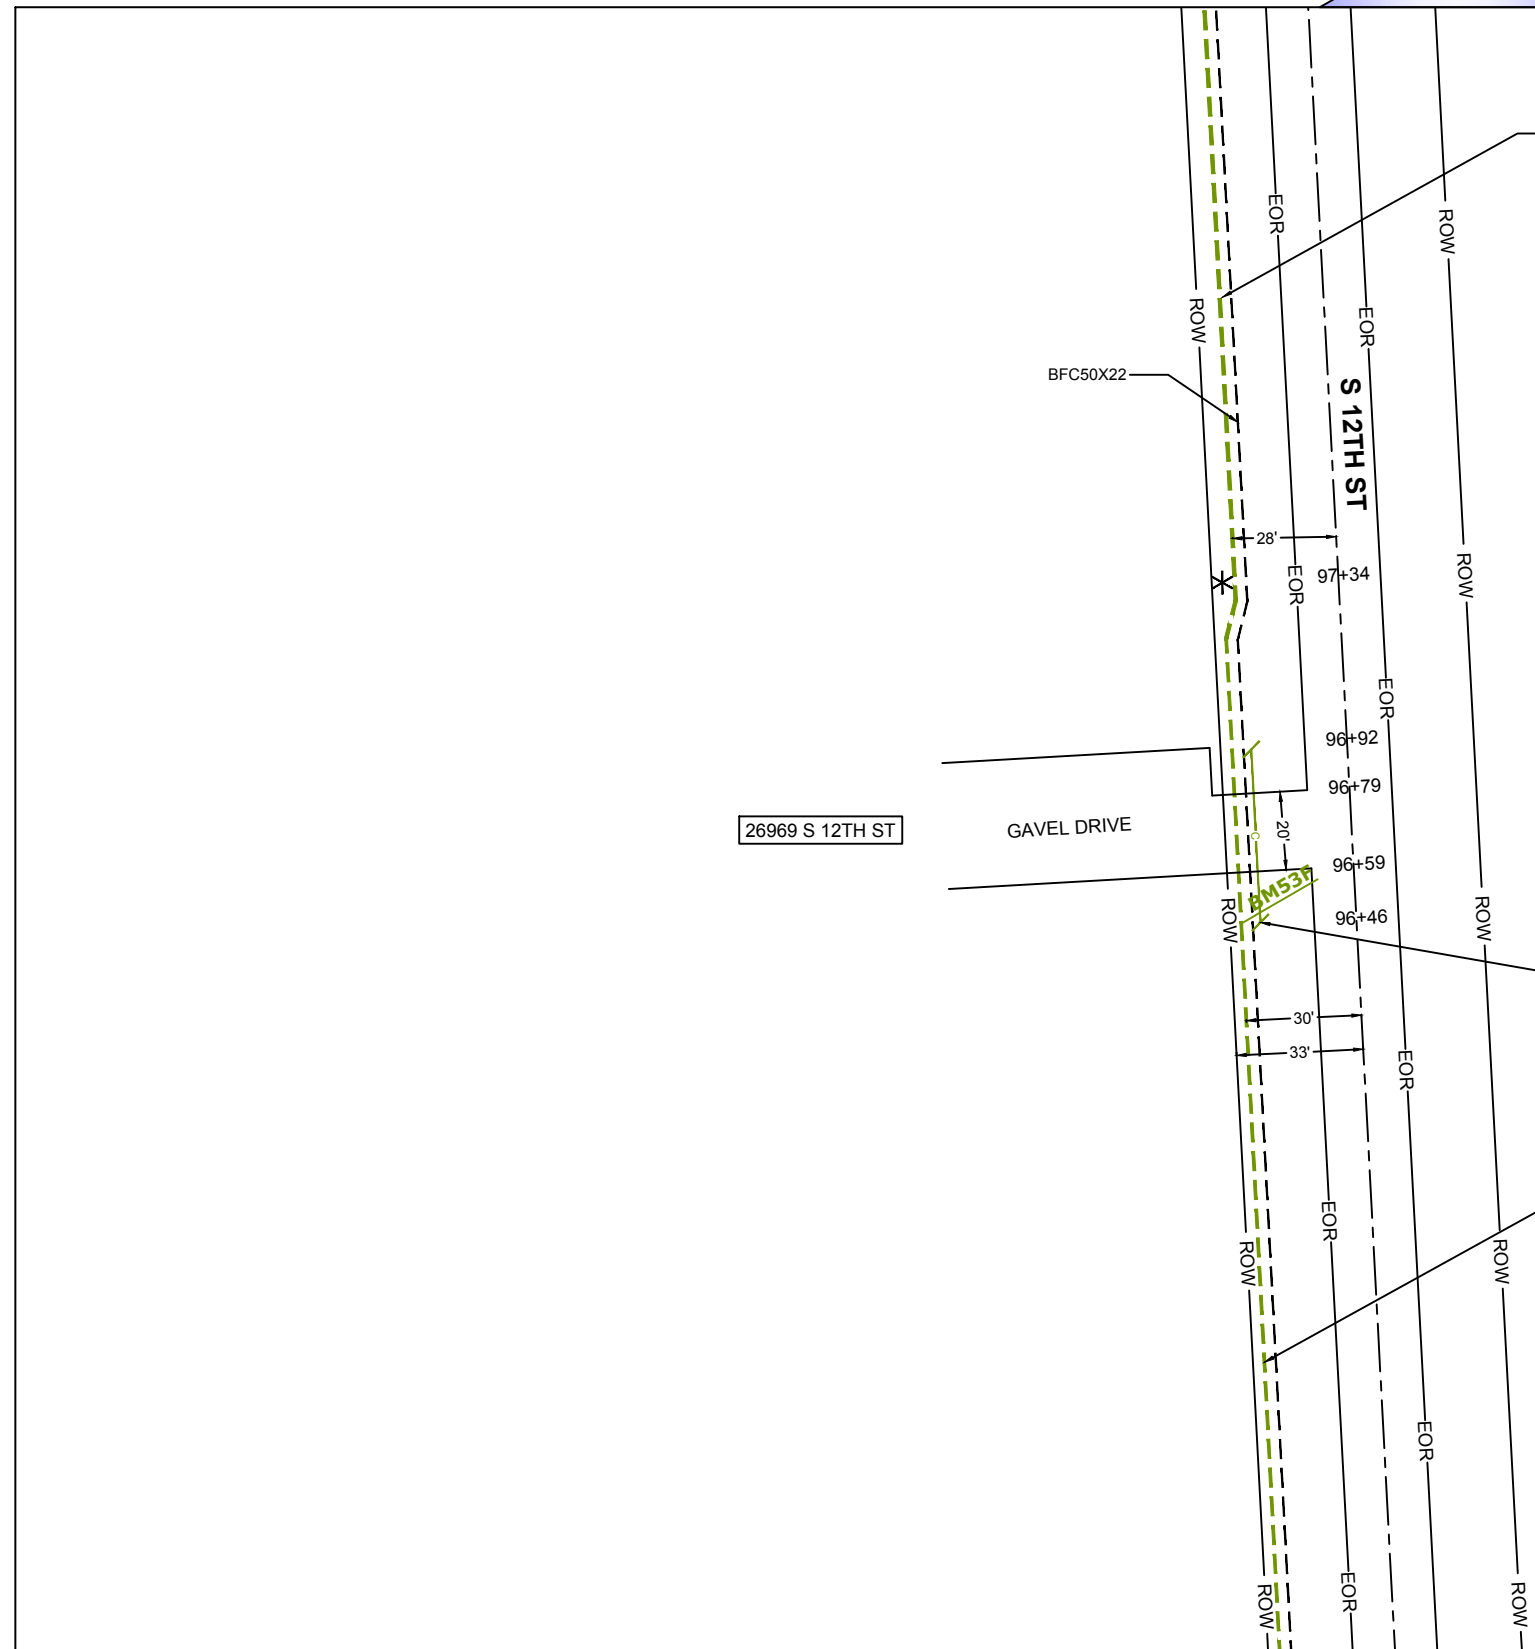 ROW
EOR
ROW
EOR
BFC50X22
S 12TH ST
28'
97+34
EOR
ROW
EOR
96+92
96+79
26969 S 12TH ST
GAVEL DRIVE
20'
C
96+59
BM53F
96+46
ROW
ROW
30'
33'
EOR
EOR
ROW
ROW
EOR
EOR
ROW
ROW